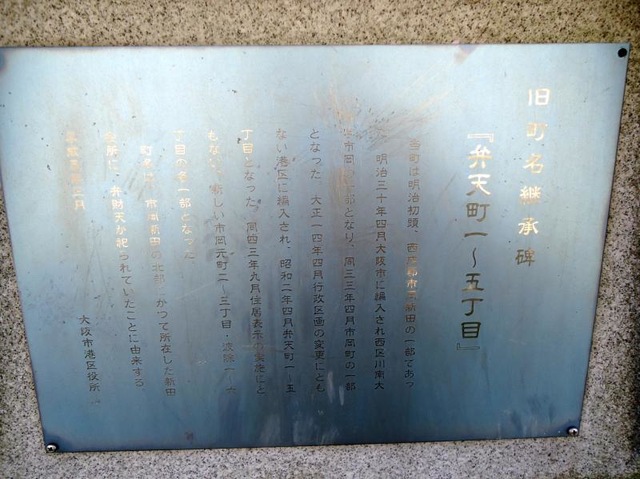 旧町名継承碑
『弁天町一〜五丁目』
当町は明治初頭、西成郡市岡新田の一部であっ
明治三十年四月大阪市に編入され西区川南大
字市岡の一部となり、同三三年四月市岡町の一部
となった 大正一四年四月行政区画の変更にとも
ない港区に編入され、昭和二年四月弁天町一〜五
丁目となった 同四三年九月住居表示の実施にと
もない、新しい市岡元町一〜三丁目・波除一〜六
丁目の各一部となった
町名は、市岡新田の北部にかつて所在した新田
会所に、弁財天が祀られていたことに由来する。
年三月
大阪市港区役所